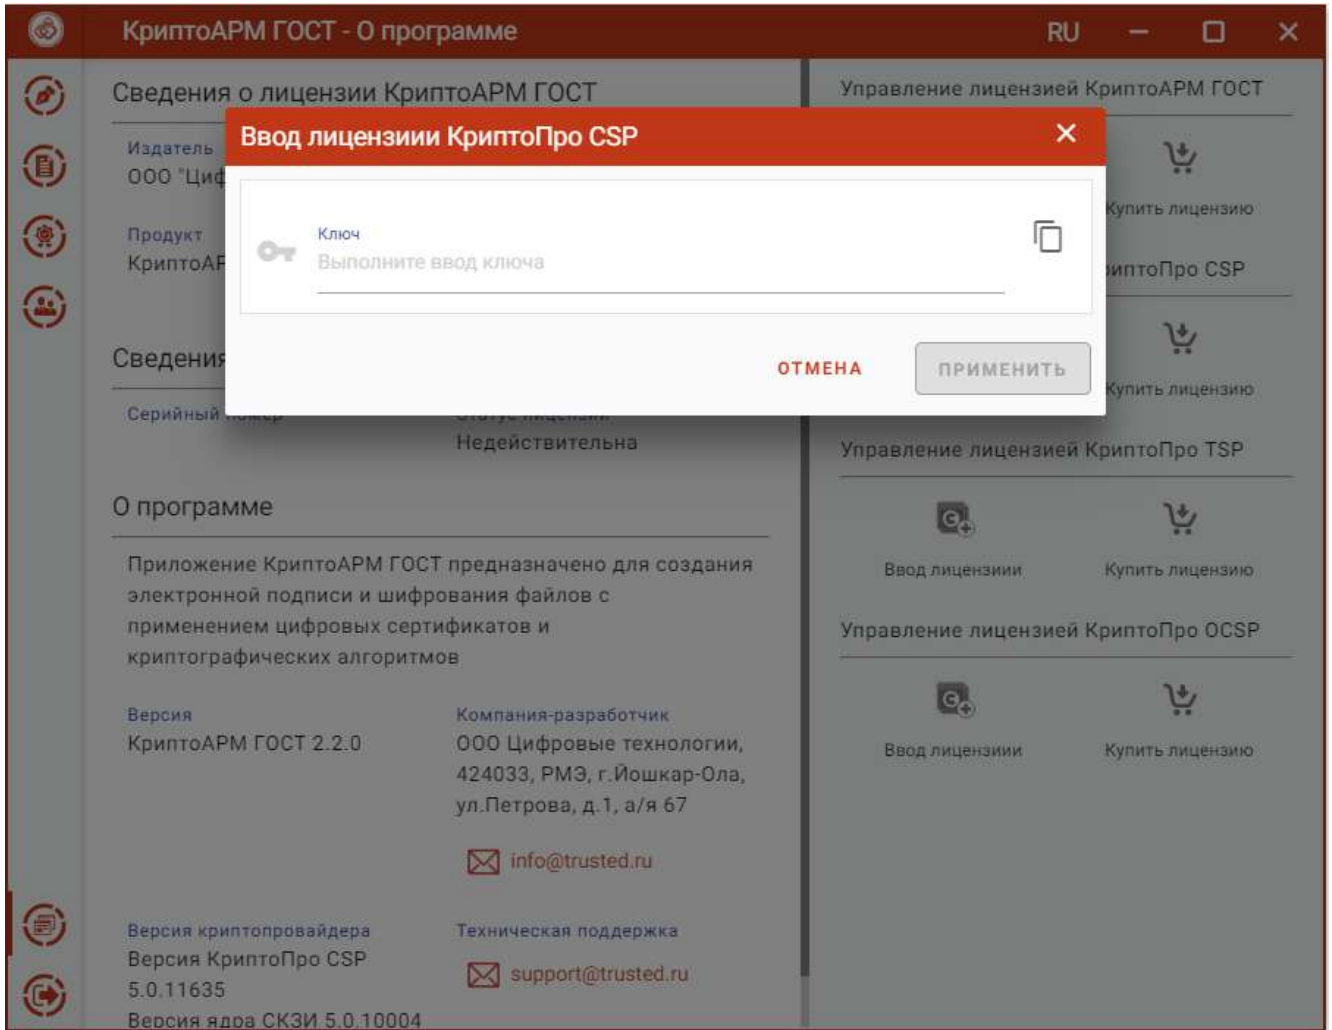 КриптоАРМ ГОСТ - О программе
RU
Сведения о лицензии КриптоАРМ ГОСТ
Управление лицензией КриптоАРМ ГОСТ
Ввод лицензиии КриптоПро CSP
Издатель
ООО "Циф
Купить лицензию
Ключ
Выполните ввод ключа
Продукт
КриптоАР
риптоПро CSP
Сведения
ОТМЕНА
ПРИМЕНИТЬ
Купить лицензию
Серийный номер
Статус лицензии
Недействительна
Управление лицензией КриптоПро TSP
О программе
Ввод лицензиии
Купить лицензию
Приложение КриптоАРМ ГОСТ предназначено для создания
электронной подписи и шифрования файлов с
применением цифровых сертификатов и
криптографических алгоритмов
Управление лицензией КриптоПро OCSP
Ввод лицензиии
Купить лицензию
Версия
КриптоАРМ ГОСТ 2.2.0
Компания-разработчик
ООО Цифровые технологии,
424033, РМЭ, г.Йошкар-Ола,
ул.Петрова, д.1, а/я 67
info@trusted.ru
Версия криптопровайдера
Версия КриптоПро CSP
5.0.11635
Версия ядра СКЗИ 5.0.10004
Техническая поддержка
support@trusted.ru